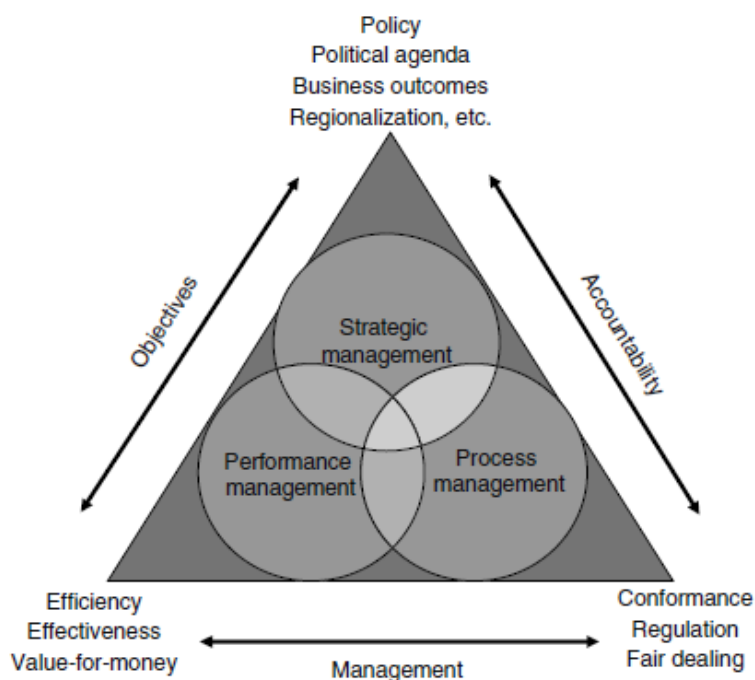 Policy
Political agenda
Business outcomes
Regionalization, etc.
Objectives
Accountability
Strategic
management
Performance
management
Process
management
Efficiency
Effectiveness
Value-for-money
Management
Conformance
Regulation
Fair dealing